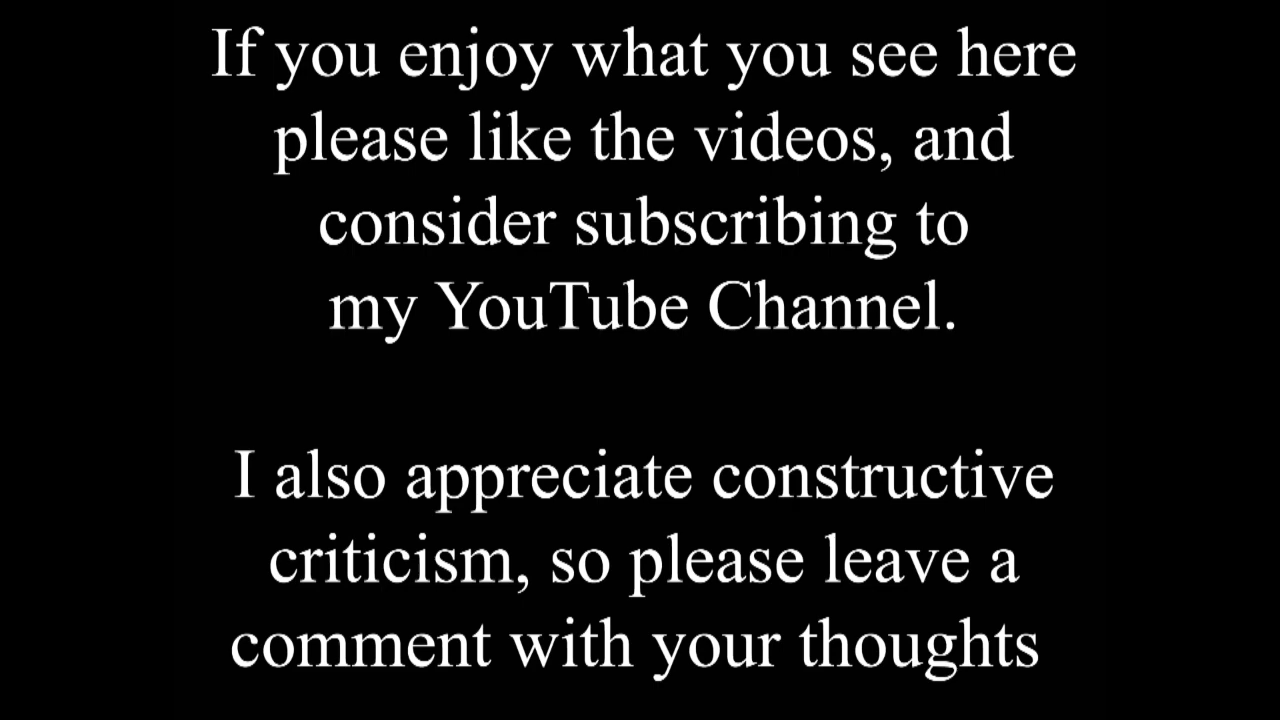 If you enjoy what you see here
please like the videos, and
consider subscribing to
my YouTube Channel.
I also appreciate constructive
criticism, so please leave a
comment with your thoughts